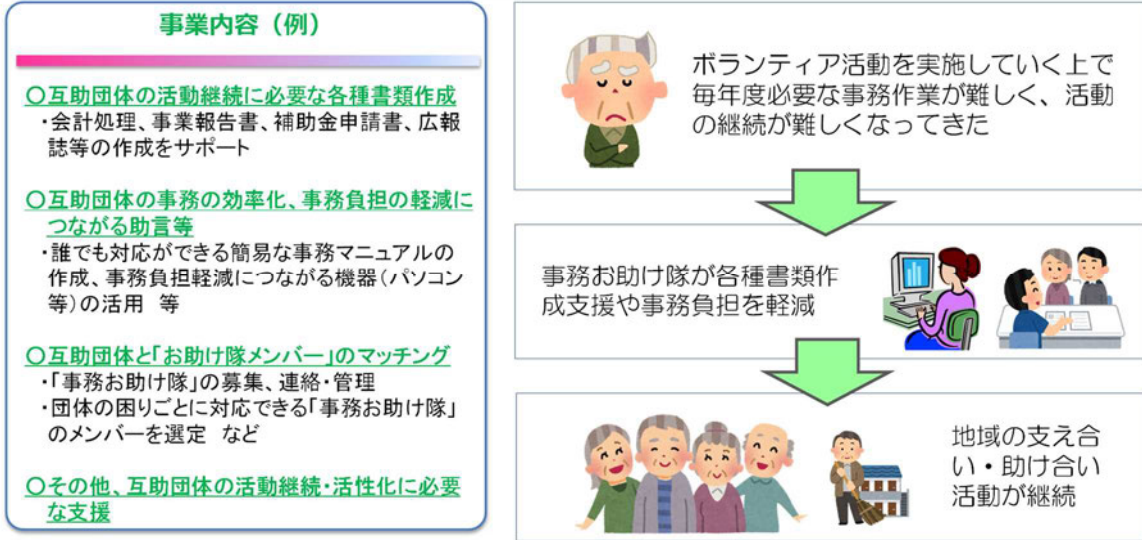 事業内容（例）
〇互助団体の活動継続に必要な各種書類作成
・会計処理、事業報告書、補助金申請書、広報
誌等の作成をサポート
〇互助団体の事務の効率化、事務負担の軽減に
つながる助言等
・誰でも対応ができる簡易な事務マニュアルの
作成、事務負担軽減につながる機器（パソコン
等）の活用　等
〇互助団体と「お助け隊メンバー」のマッチング
・「事務お助け隊」の募集、連絡・管理
・団体の困りごとに対応できる「事務お助け隊」
のメンバーを選定　など
〇その他、互助団体の活動継続・活性化に必要
な支援
ボランティア活動を実施していく上で
毎年度必要な事務作業が難しく、活動
の継続が難しくなってきた
事務お助け隊が各種書類作
成支援や事務負担を軽減
地域の支え合
い・助け合い
活動が継続